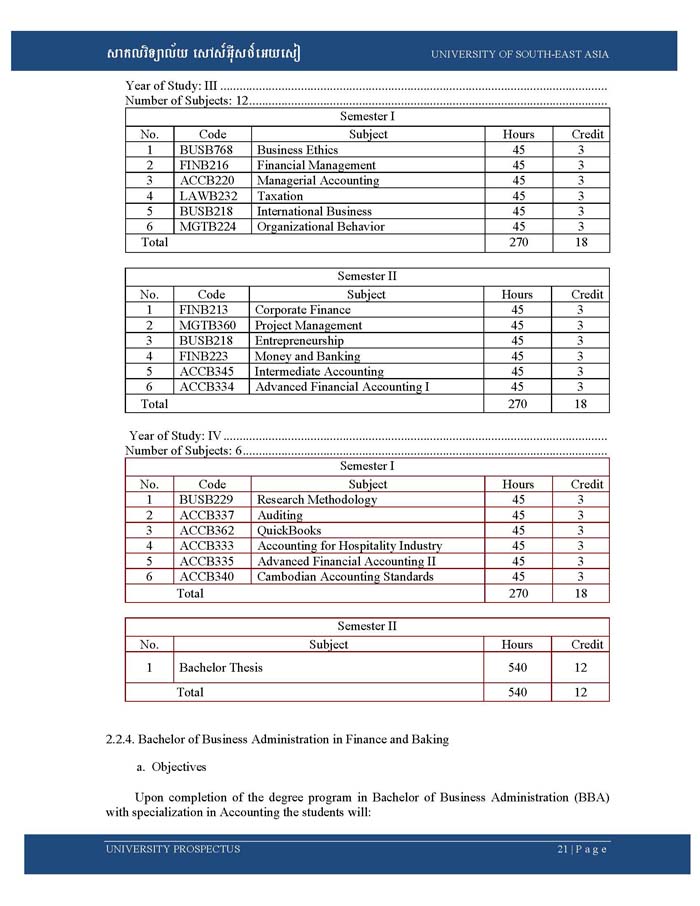 សាកលវិទ្យាល័យ សៅស៍អ៊ីសថ៍អេយសៀ UNIVERSITY OF SOUTH-EAST ASIA
Year of Study: III
Number of Subjects: 12
Semester I
No. Code Subject Hours Credit
1 BUSB768 Business Ethics 45 3
2 FINB216 Financial Management 45 3
3 ACCB220 Managerial Accounting 45 3
4 LAWB232 Taxation 45 3
5 BUSB218 International Business 45 3
6 MGTB224 Organizational Behavior 45 3
Total 270 18
Semester II
No. Code Subject Hours Credit
1 FINB213 Corporate Finance 45 3
2 MGTB360 Project Management 45 3
3 BUSB218 Entrepreneurship 45 3
4 FINB223 Money and Banking 45 3
5 ACCB345 Intermediate Accounting 45 3
6 ACCB334 Advanced Financial Accounting I 45 3
Total 270 18
Year of Study: IV
Number of Subjects: 6
Semester I
No. Code Subject Hours Credit
1 BUSB229 Research Methodology 45 3
2 ACCB337 Auditing 45 3
3 ACCB362 QuickBooks 45 3
4 ACCB333 Accounting for Hospitality Industry 45 3
5 ACCB335 Advanced Financial Accounting II 45 3
6 ACCB340 Cambodian Accounting Standards 45 3
Total 270 18
Semester II
No. Subject Hours Credit
1 Bachelor Thesis 540 12
Total 540 12
2.2.4. Bachelor of Business Administration in Finance and Baking
a. Objectives
Upon completion of the degree program in Bachelor of Business Administration (BBA)
with specialization in Accounting the students will:
UNIVERSITY PROSPECTUS 21 | P a g e